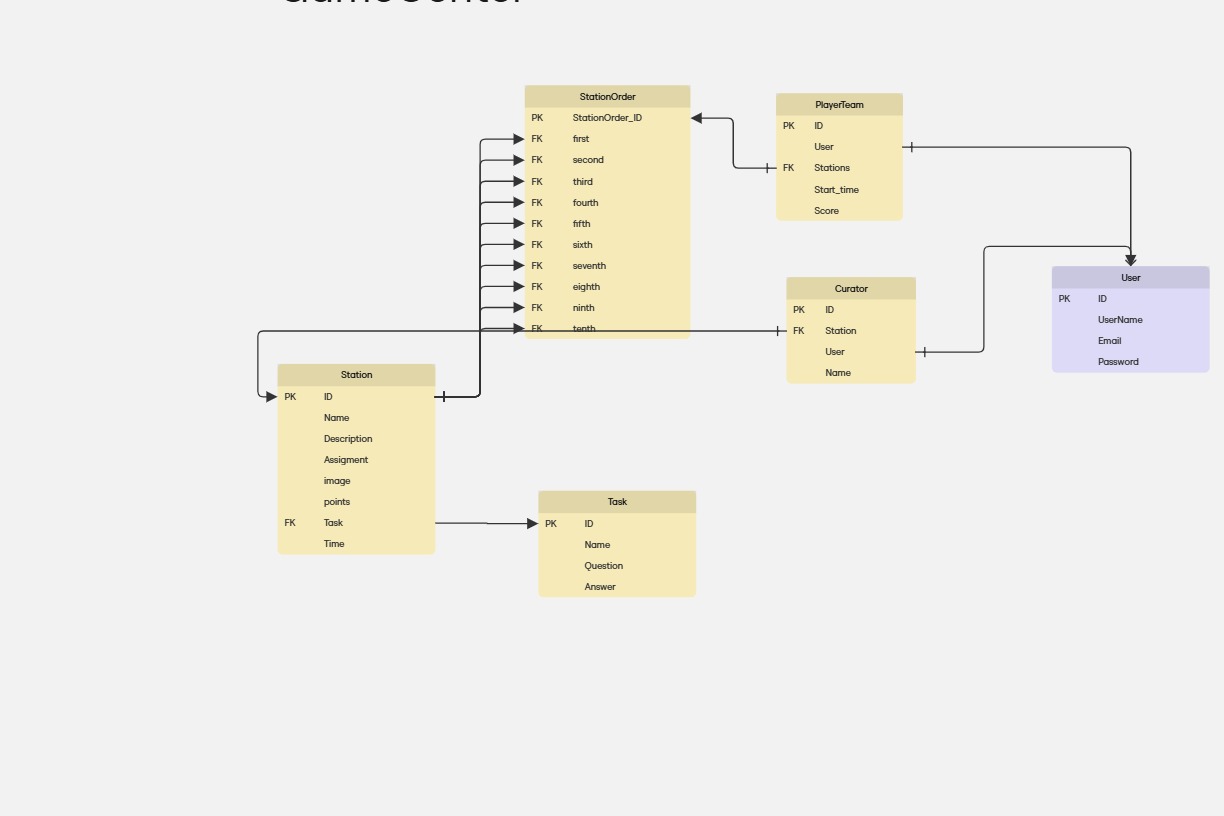 StationOrder
PK StationOrder_ID
FK first
FK second
FK third
FK fourth
FK fifth
FK sixth
FK seventh
FK eighth
FK ninth
FK tenth
PlayerTeam
PK ID
User
FK Stations
Start_time
Score
Curator
PK ID
FK Station
User
Name
User
PK ID
UserName
Email
Password
Station
PK ID
Name
Description
Assigment
image
points
FK Task
Time
Task
PK ID
Name
Question
Answer